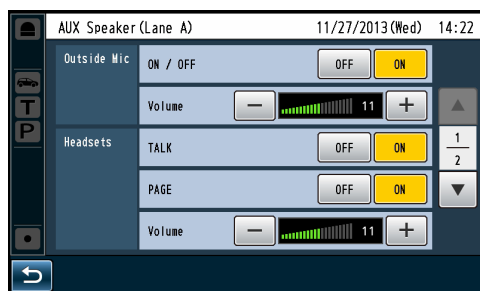 AUX Speaker(Lane A) 11/27/2013(Wed) 14:22
Outside Mic ON / OFF OFF ON
Volume − 11 +
T
P
Headsets TALK OFF ON
1
2
PAGE OFF ON
Volume − 11 +